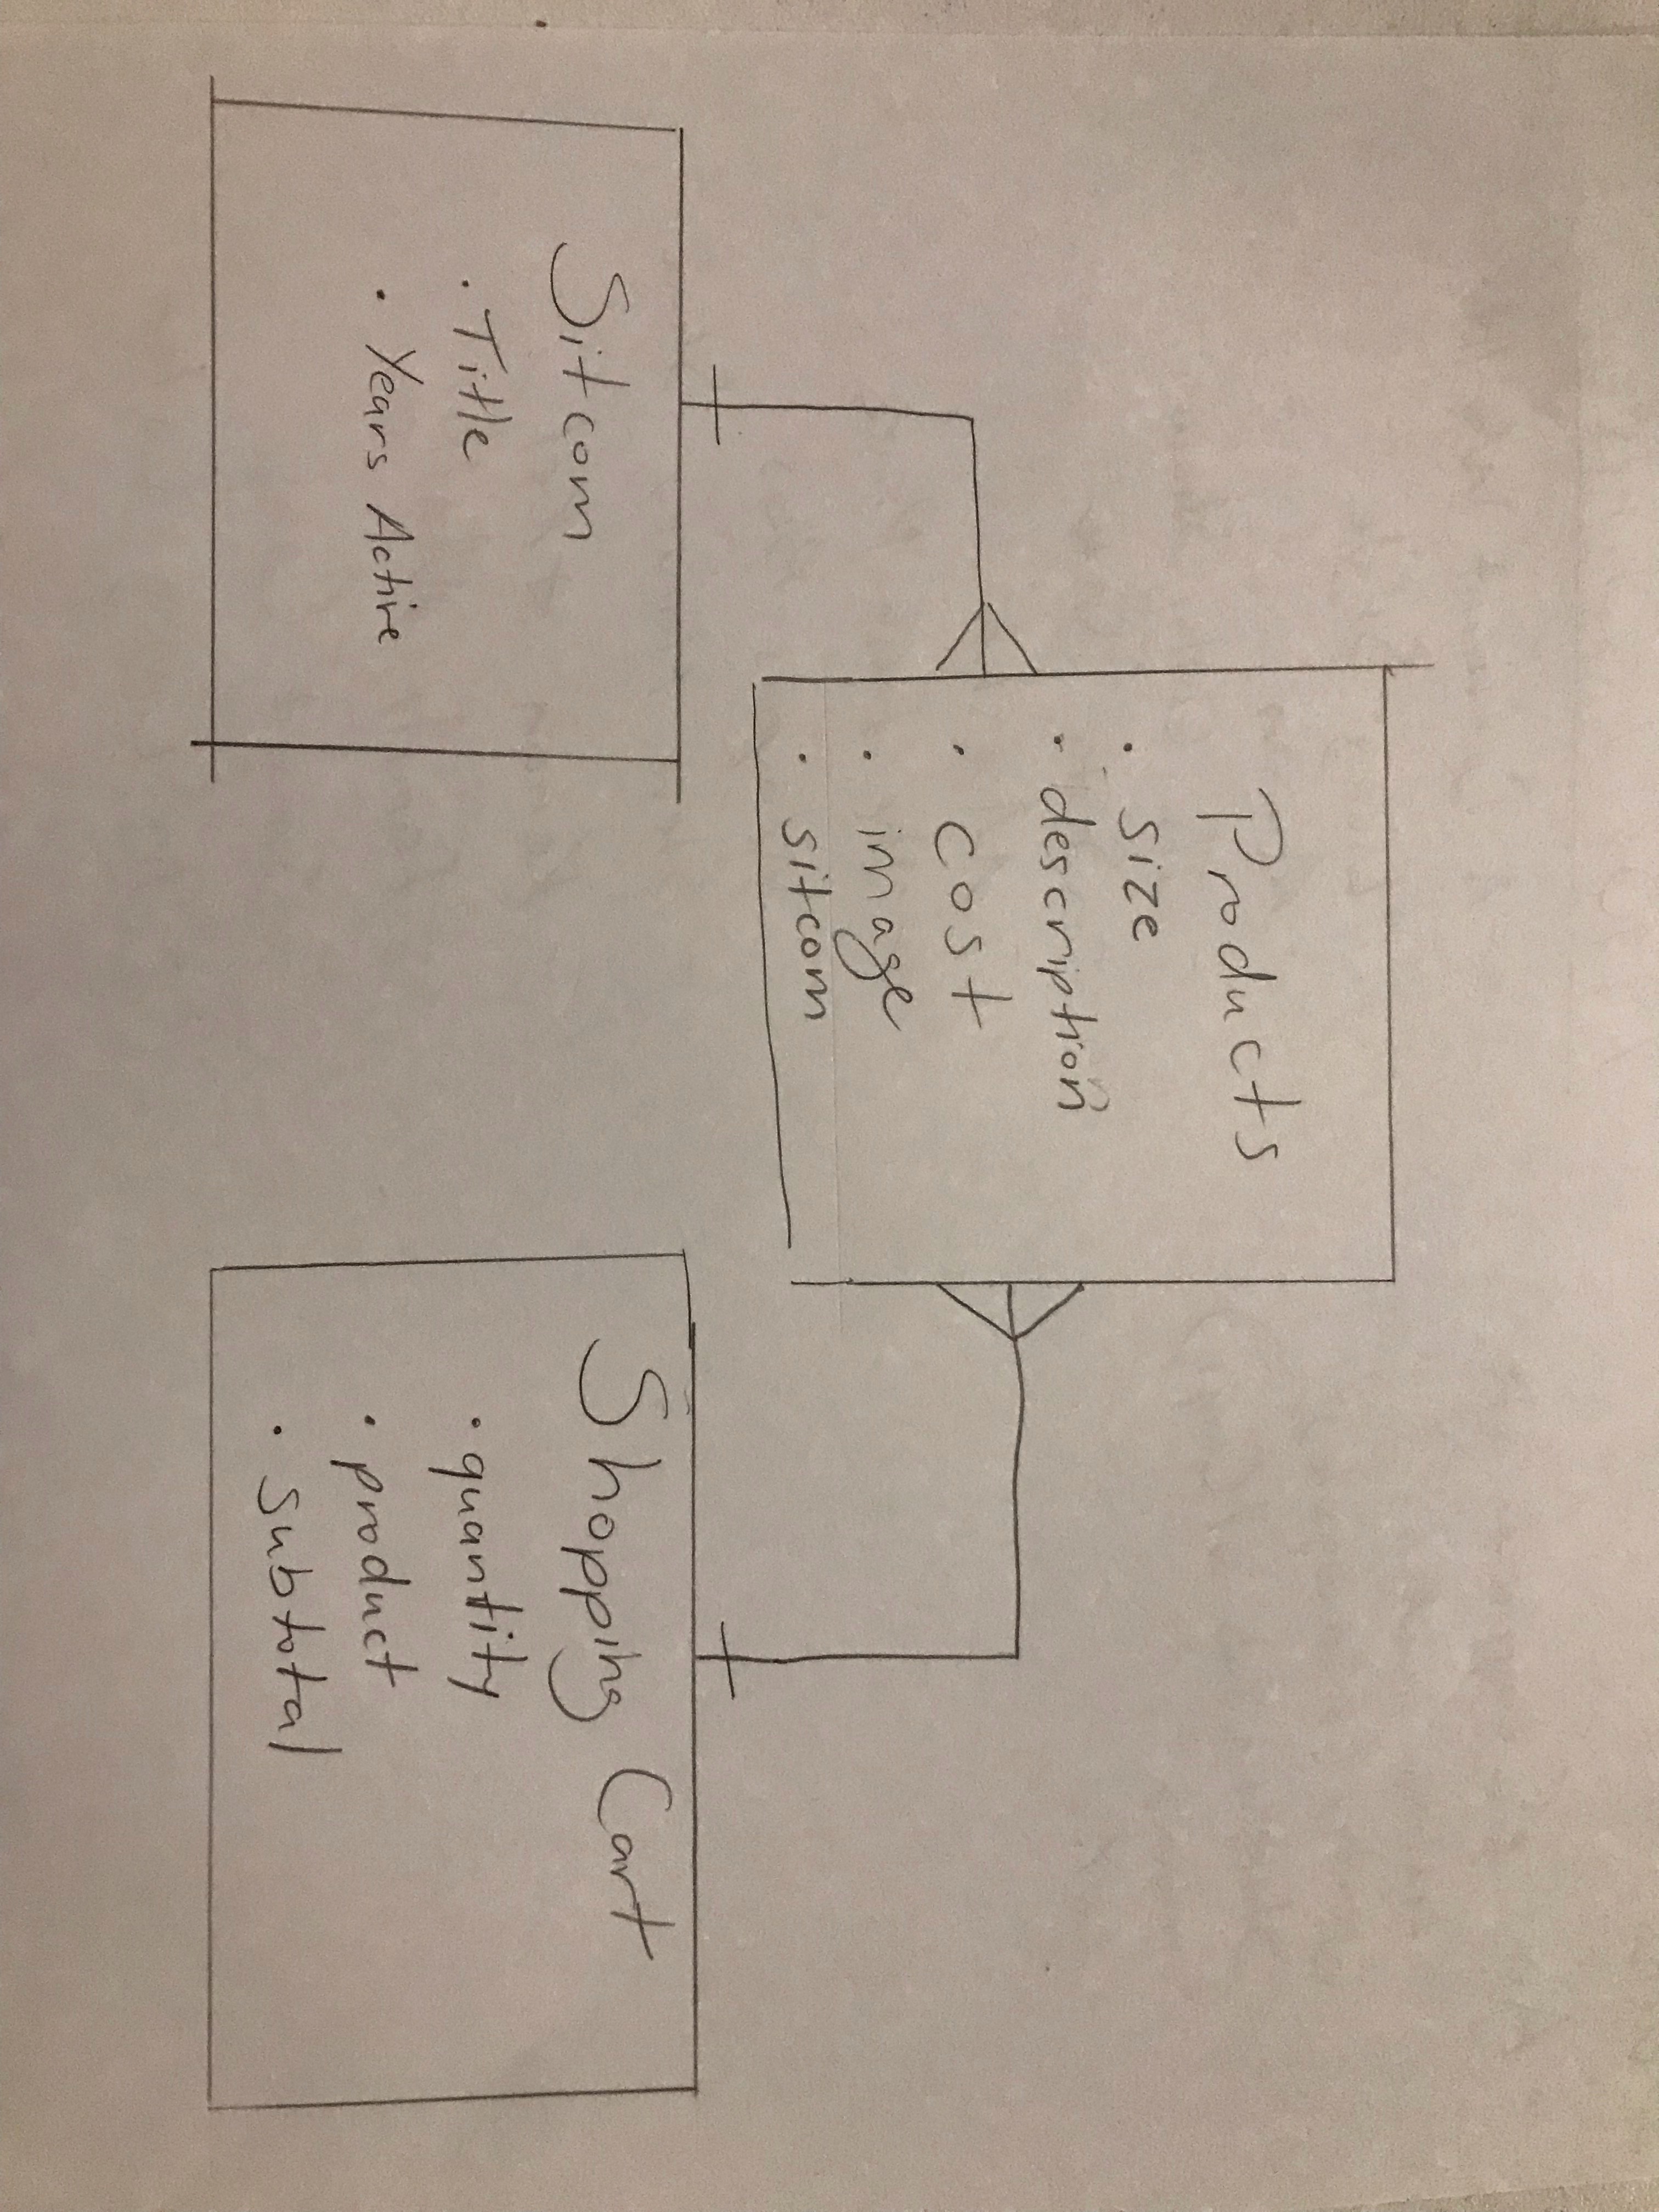 Products
. size
. description
. cost
. image
. sitcom
Sitcom
. Title
. Years Active
Shopping Cart
. quantity
. product
. subtotal